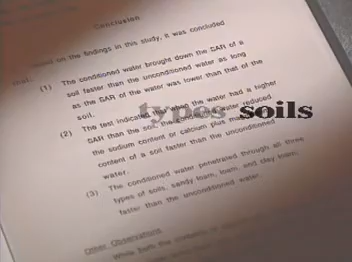 Conclusion
Based on the findings in this study, it was concluded
that:
(1) The conditioned water brought down the SAR of a
soil faster than the unconditioned water as long
as the SAR of the water was lower than that of the
soil.
types soils
(2) The test indicated the water had a higher
SAR than the soil, the water reduced
the sodium content or calcium plus
content of a soil faster than the unconditioned
water.
(3) The conditioned water penetrated through all three
types of soils, sandy loam, loam, and clay loam,
faster than the unconditioned water.
Other Observations
While both the